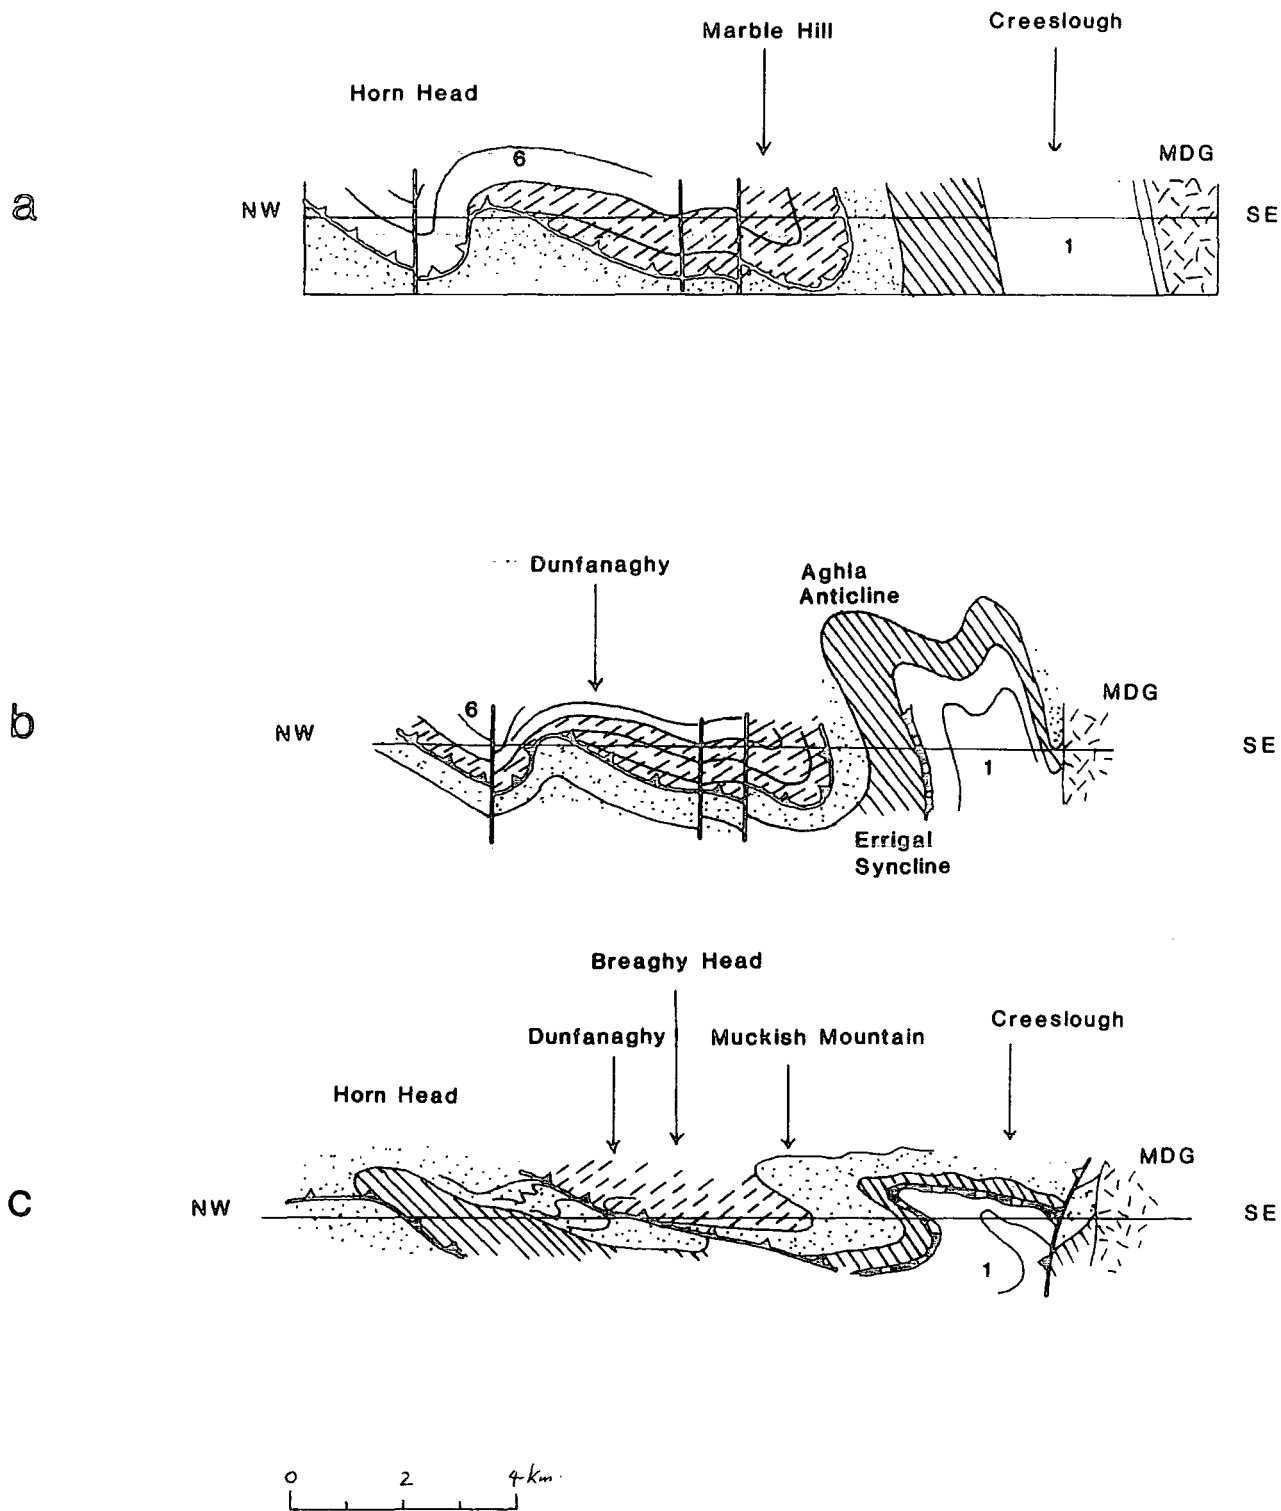 Marble Hill
Creeslough
Horn Head
6
MDG
a
NW
SE
1
Dunfanaghy
Aghla
Anticline
6
MDG
b
NW
SE
1
Errigal
Syncline
Breaghy Head
Dunfanaghy
Muckish Mountain
Creeslough
Horn Head
MDG
c
NW
SE
1
0 2 4 km.